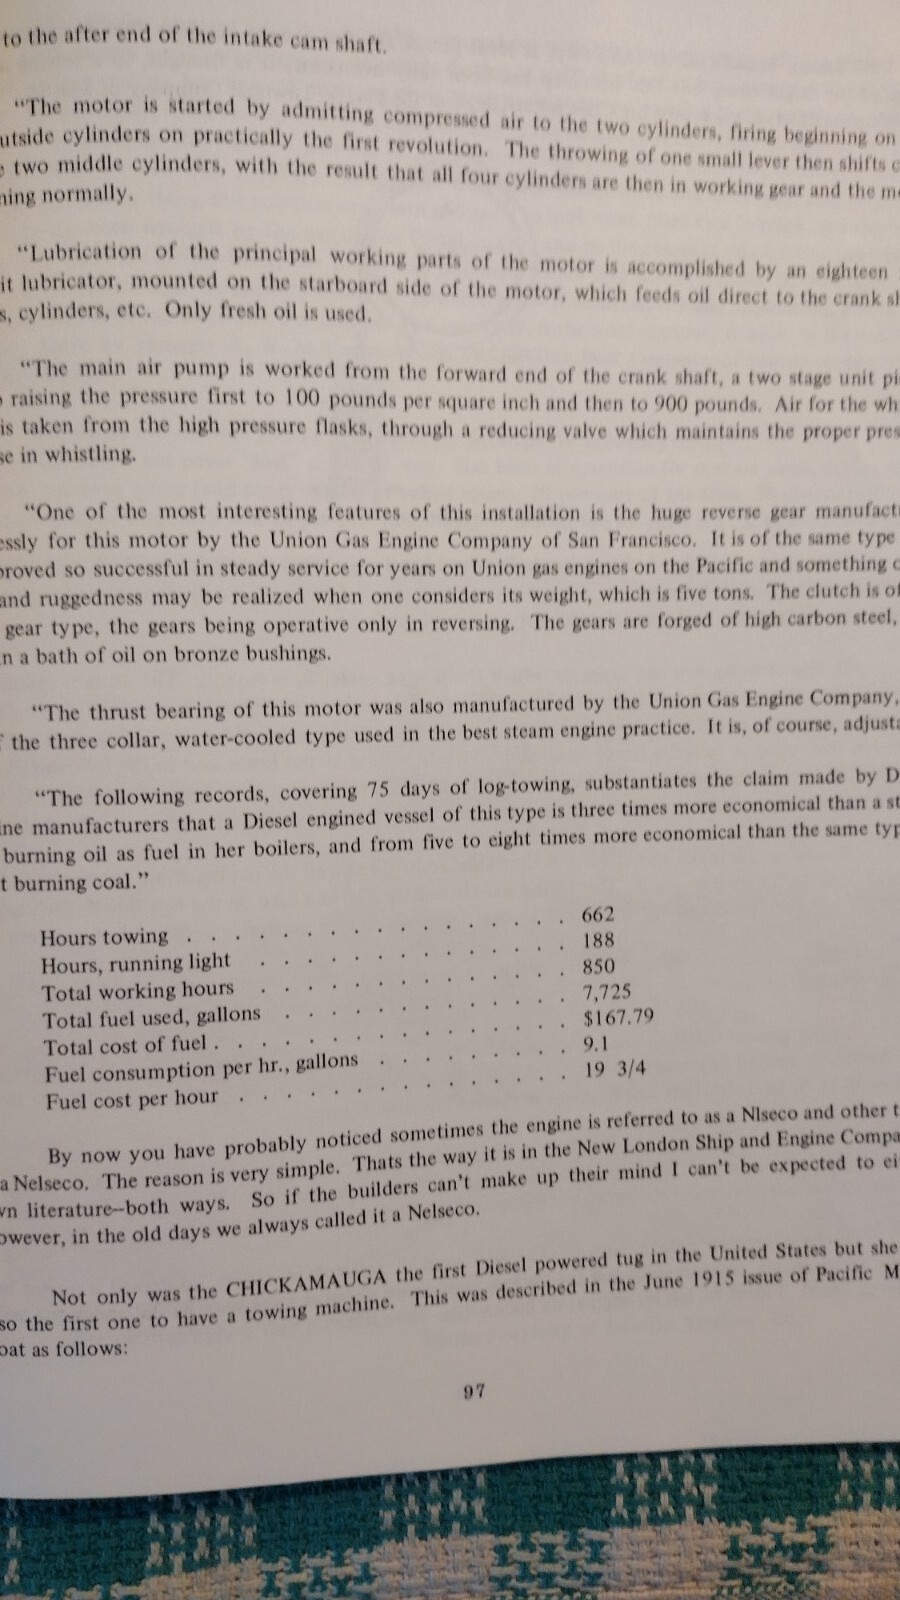 to the after end of the intake cam shaft.
"The motor is started by admitting compressed air to the two cylinders, firing beginning on
utside cylinders on practically the first revolution. The throwing of one small lever then shifts
two middle cylinders, with the result that all four cylinders are then in working gear and the
ning normally.
"Lubrication of the principal working parts of the motor is accomplished by an eighteen
it lubricator, mounted on the starboard side of the motor, which feeds oil direct to the crank
s, cylinders, etc. Only fresh oil is used.
"The main air pump is worked from the forward end of the crank shaft, a two stage unit pi
raising the pressure first to 100 pounds per square inch and then to 900 pounds. Air for the wh
is taken from the high pressure flasks, through a reducing valve which maintains the proper pres
se in whistling.
"One of the most interesting features of this installation is the huge reverse gear manufact
essly for this motor by the Union Gas Engine Company of San Francisco. It is of the same type
proved so successful in steady service for years on Union gas engines on the Pacific and something
and ruggedness may be realized when one considers its weight, which is five tons. The clutch is of
gear type, the gears being operative only in reversing. The gears are forged of high carbon steel,
n a bath of oil on bronze bushings.
"The thrust bearing of this motor was also manufactured by the Union Gas Engine Company,
f the three collar, water-cooled type used in the best steam engine practice. It is, of course, adjusta
"The following records, covering 75 days of log-towing, substantiates the claim made by D
ine manufacturers that a Diesel engined vessel of this type is three times more economical than a st
burning oil as fuel in her boilers, and from five to eight times more economical than the same typ
t burning coal."
Hours towing . . . . . . . . . . . . . . . . 662
Hours, running light . . . . . . . . . . . . . 188
Total working hours . . . . . . . . . . . . . 850
Total fuel used, gallons . . . . . . . . . . . . 7,725
Total cost of fuel . . . . . . . . . . . . . . . $167.79
Fuel consumption per hr., gallons . . . . . . . . 9.1
Fuel cost per hour . . . . . . . . . . . . . . 19 3/4
By now you have probably noticed sometimes the engine is referred to as a Nlseco and other t
a Nelseco. The reason is very simple. Thats the way it is in the New London Ship and Engine Compa
wn literature--both ways. So if the builders can't make up their mind I can't be expected to ei
owever, in the old days we always called it a Nelseco.
Not only was the CHICKAMAUGA the first Diesel powered tug in the United States but she
so the first one to have a towing machine. This was described in the June 1915 issue of Pacific M
oat as follows:
97